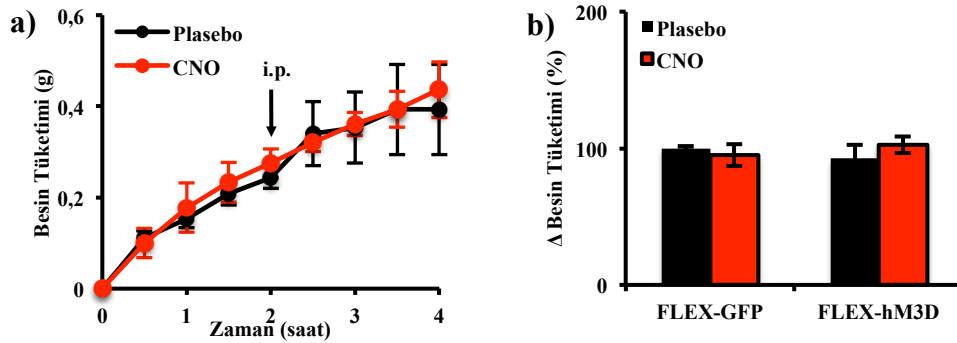 a)
Plasebo
CNO
i.p.
Besin Tüketimi (g)
0,6
0,4
0,2
0
0 1 2 3 4
Zaman (saat)
b)
Plasebo
CNO
Δ Besin Tüketimi (%)
200
100
0
FLEX-GFP FLEX-hM3D